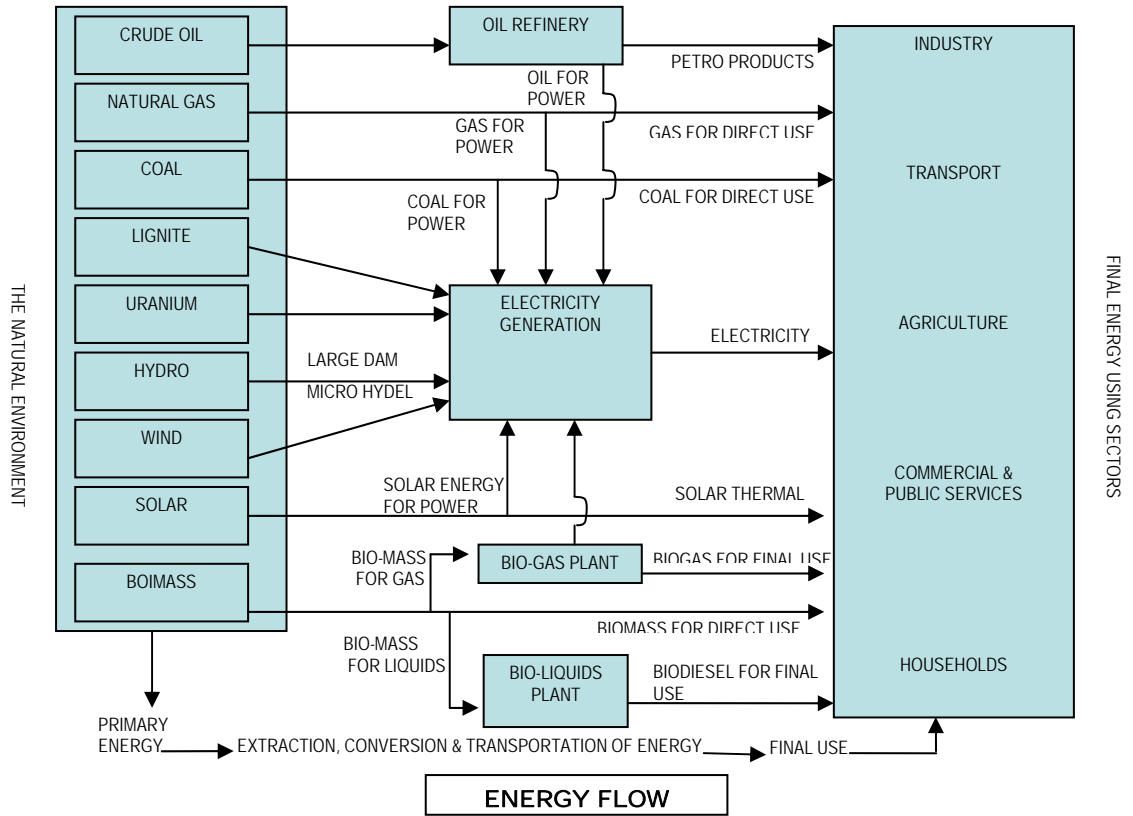 CRUDE OIL
OIL REFINERY
INDUSTRY
PETRO PRODUCTS
OIL FOR
POWER
NATURAL GAS
GAS FOR
POWER
GAS FOR DIRECT USE
COAL
TRANSPORT
COAL FOR
POWER
COAL FOR DIRECT USE
LIGNITE
THE NATURAL ENVIRONMENT
FINAL ENERGY USING SECTORS
URANIUM
ELECTRICITY
GENERATION
AGRICULTURE
ELECTRICITY
HYDRO
LARGE DAM
MICRO HYDEL
WIND
COMMERCIAL &
PUBLIC SERVICES
SOLAR
SOLAR ENERGY
FOR POWER
SOLAR THERMAL
BIO-MASS
FOR GAS
BIO-GAS PLANT
BIOGAS FOR FINAL USE
BOIMASS
BIOMASS FOR DIRECT USE
BIO-MASS
FOR LIQUIDS
BIO-LIQUIDS
PLANT
BIODIESEL FOR FINAL
USE
HOUSEHOLDS
PRIMARY
ENERGY
EXTRACTION, CONVERSION & TRANSPORTATION OF ENERGY
FINAL USE
ENERGY FLOW